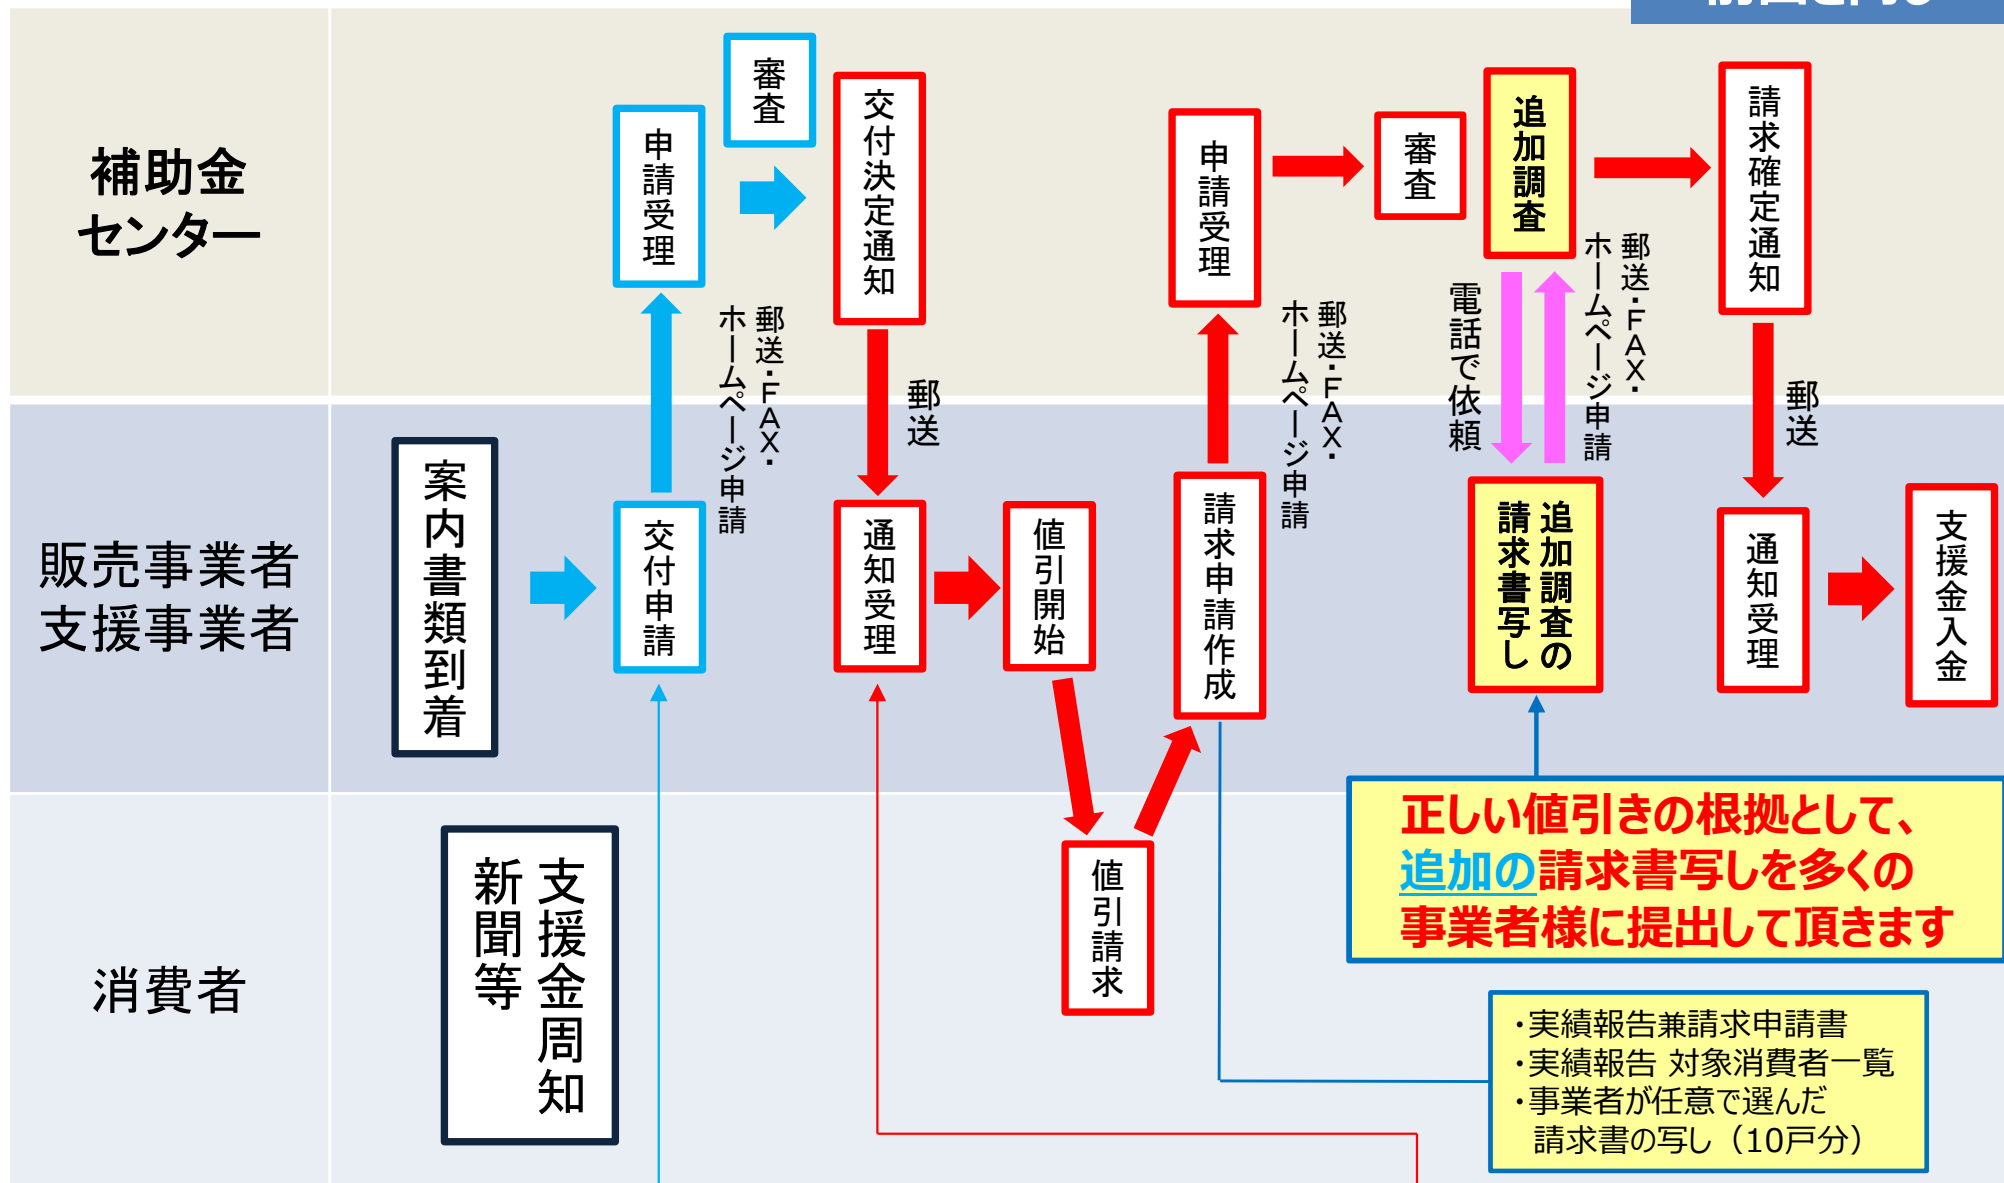 補助金
センター
審査
申請受理
交付決定通知
郵送・FAX・
ホームページ申請
郵送
申請受理
審査
追加調査
請求確定通知
郵送・FAX・
ホームページ申請
電話で依頼
郵送・FAX・
ホームページ申請
郵送
販売事業者
支援事業者
案内書類到着
交付申請
通知受理
値引開始
請求申請作成
追加調査の
請求書写し
通知受理
支援金入金
消費者
支援金周知
新聞等
値引請求
正しい値引きの根拠として、
追加の請求書写しを多くの
事業者様に提出して頂きます
・実績報告兼請求申請書
・実績報告 対象消費者一覧
・事業者が任意で選んだ
請求書の写し（10戸分）